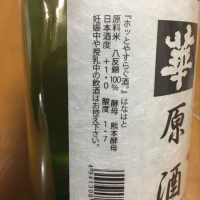 華
原酒
『ホッとやすらぐ酒。』はなはと
原料米　八反錦100％　酵母　熊本酵母
日本酒度　＋1・0　酸度　1・7
妊娠中や授乳中の飲酒はお控え下さい。